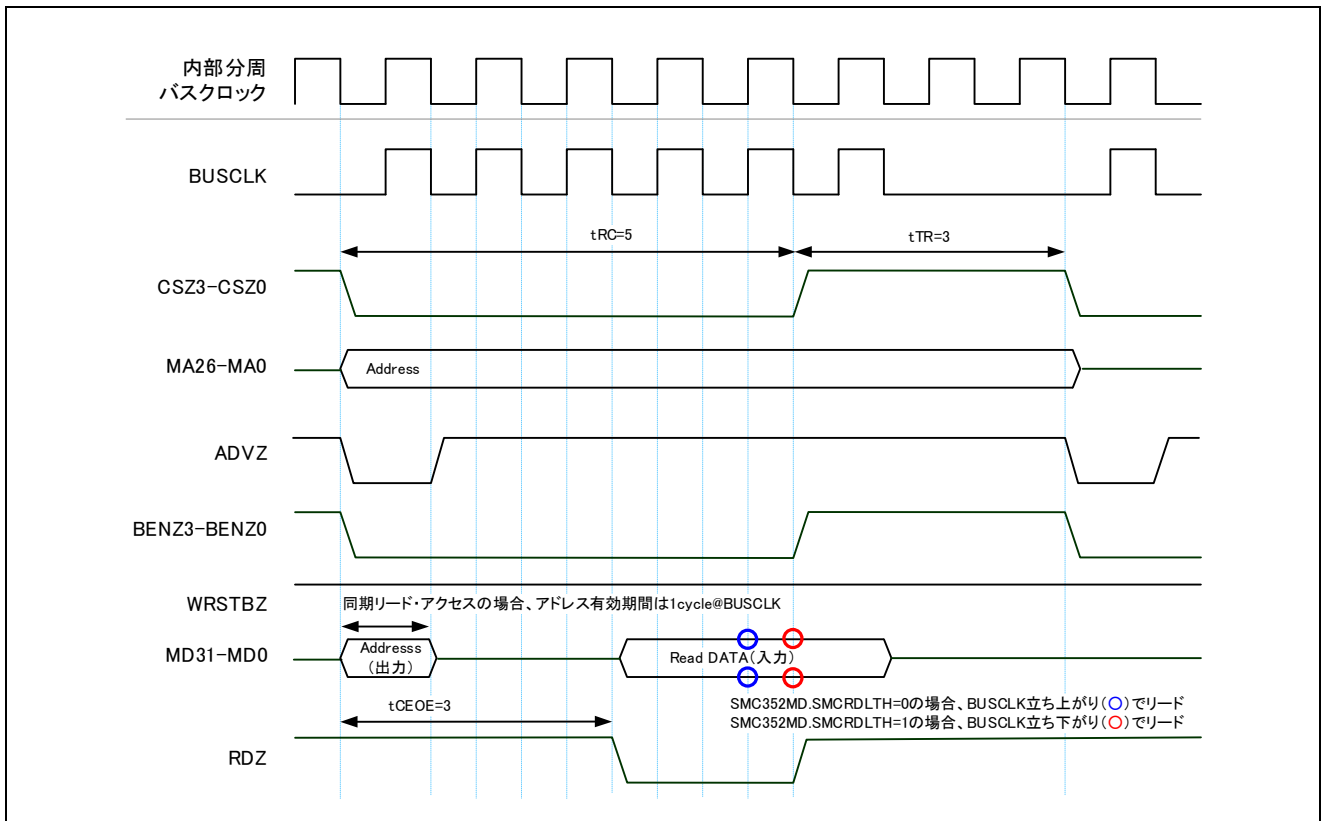 内部分周
バスクロック
BUSCLK
tRC=5
tTR=3
CSZ3-CSZ0
MA26-MA0
Address
ADVZ
BENZ3-BENZ0
WRSTBZ
同期リード・アクセスの場合、アドレス有効期間は1cycle@BUSCLK
MD31-MD0
Addresss
(出力)
Read DATA(入力)
tCEOE=3
SMC352MD.SMCRDLTH=0の場合、BUSCLK立ち上がり(○)でリード
SMC352MD.SMCRDLTH=1の場合、BUSCLK立ち下がり(○)でリード
RDZ